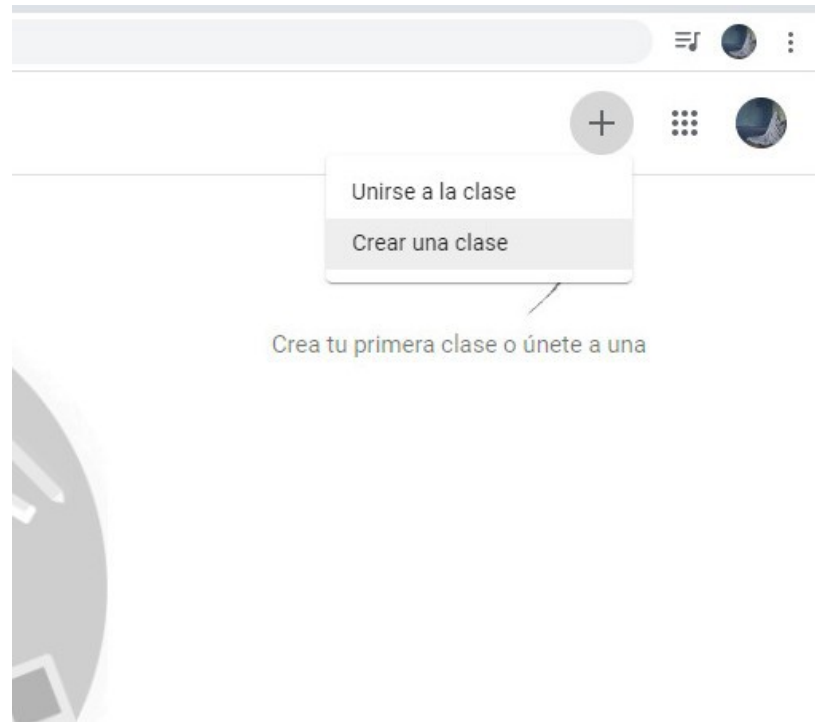 Unirse a la clase
Crear una clase
Crea tu primera clase o únete a una